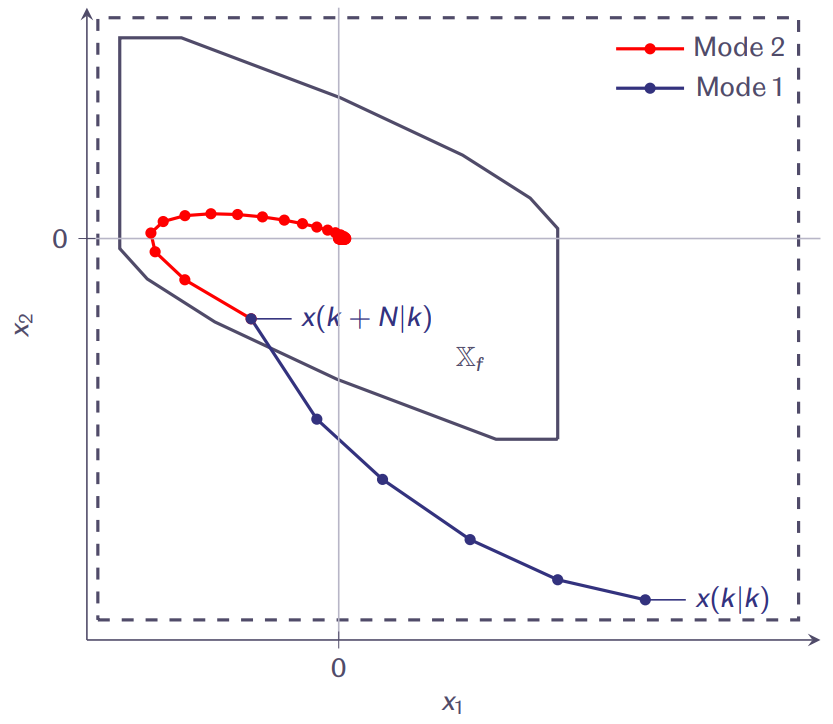 Mode 2
Mode 1
0
x₂
x(k + N|k)
𝕏_f
x(k|k)
0
x₁